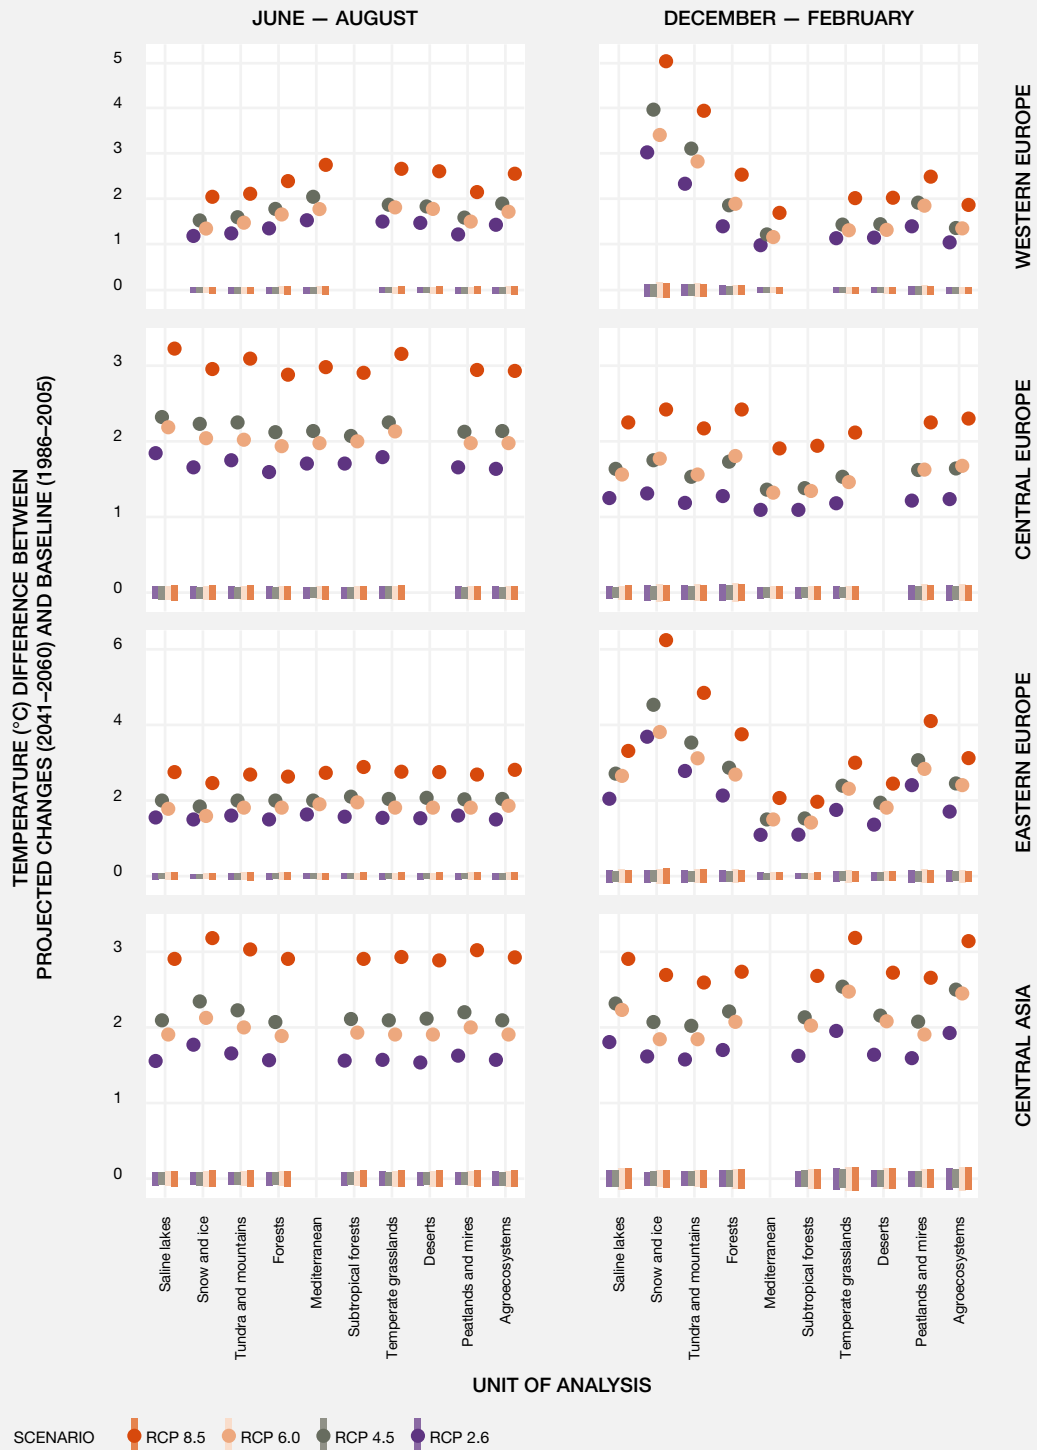 JUNE — AUGUST
DECEMBER — FEBRUARY
5
4
3
2
1
0
WESTERN EUROPE
3
2
1
0
CENTRAL EUROPE
6
4
2
0
EASTERN EUROPE
3
2
1
0
CENTRAL ASIA
TEMPERATURE (°C) DIFFERENCE BETWEEN
PROJECTED CHANGES (2041–2060) AND BASELINE (1986–2005)
Saline lakes
Snow and ice
Tundra and mountains
Forests
Mediterranean
Subtropical forests
Temperate grasslands
Deserts
Peatlands and mires
Agroecosystems
Saline lakes
Snow and ice
Tundra and mountains
Forests
Mediterranean
Subtropical forests
Temperate grasslands
Deserts
Peatlands and mires
Agroecosystems
UNIT OF ANALYSIS
SCENARIO RCP 8.5 RCP 6.0 RCP 4.5 RCP 2.6